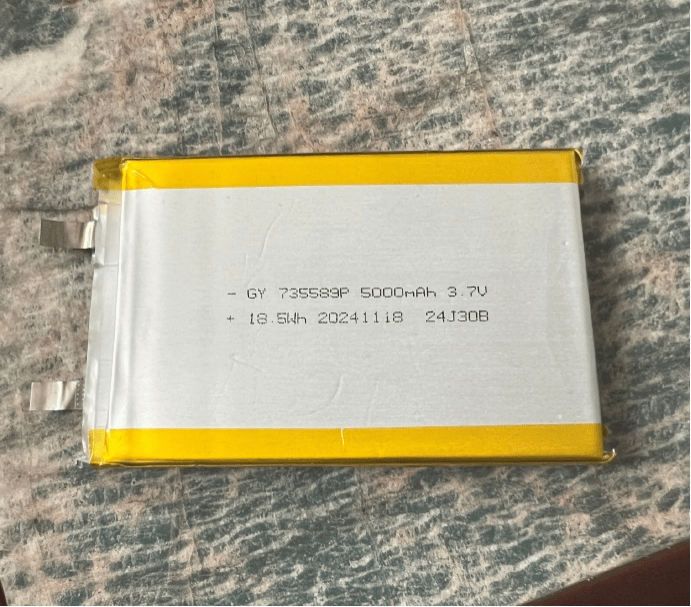 - GY 735589P 5000mAh 3.7V
+ 18.5Wh 20241118 24J30B